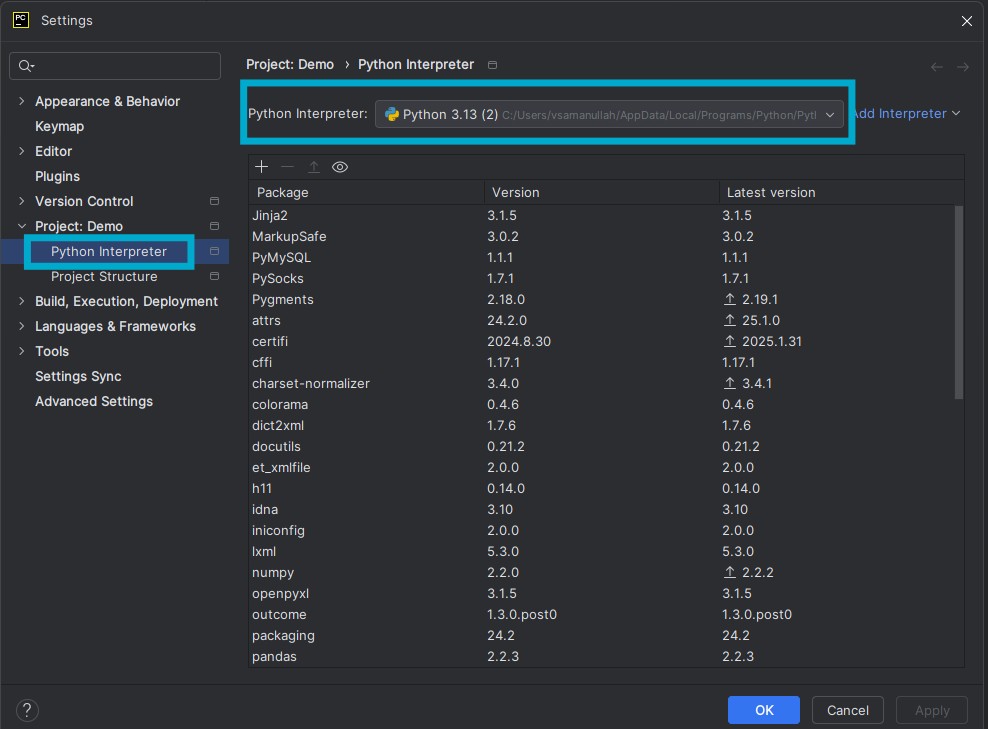 PC Settings
Project: Demo › Python Interpreter
Appearance & Behavior
Keymap
Editor
Plugins
Version Control
Project: Demo
Python Interpreter
Project Structure
Build, Execution, Deployment
Languages & Frameworks
Tools
Settings Sync
Advanced Settings
Python Interpreter: Python 3.13 (2) C:/Users/vsamanullah/AppData/Local/Programs/Python/Pyt Add Interpreter
Package Version Latest version
Jinja2 3.1.5 3.1.5
MarkupSafe 3.0.2 3.0.2
PyMySQL 1.1.1 1.1.1
PySocks 1.7.1 1.7.1
Pygments 2.18.0 2.19.1
attrs 24.2.0 25.1.0
certifi 2024.8.30 2025.1.31
cffi 1.17.1 1.17.1
charset-normalizer 3.4.0 3.4.1
colorama 0.4.6 0.4.6
dict2xml 1.7.6 1.7.6
docutils 0.21.2 0.21.2
et_xmlfile 2.0.0 2.0.0
h11 0.14.0 0.14.0
idna 3.10 3.10
iniconfig 2.0.0 2.0.0
lxml 5.3.0 5.3.0
numpy 2.2.0 2.2.2
openpyxl 3.1.5 3.1.5
outcome 1.3.0.post0 1.3.0.post0
packaging 24.2 24.2
pandas 2.2.3 2.2.3
? OK Cancel Apply